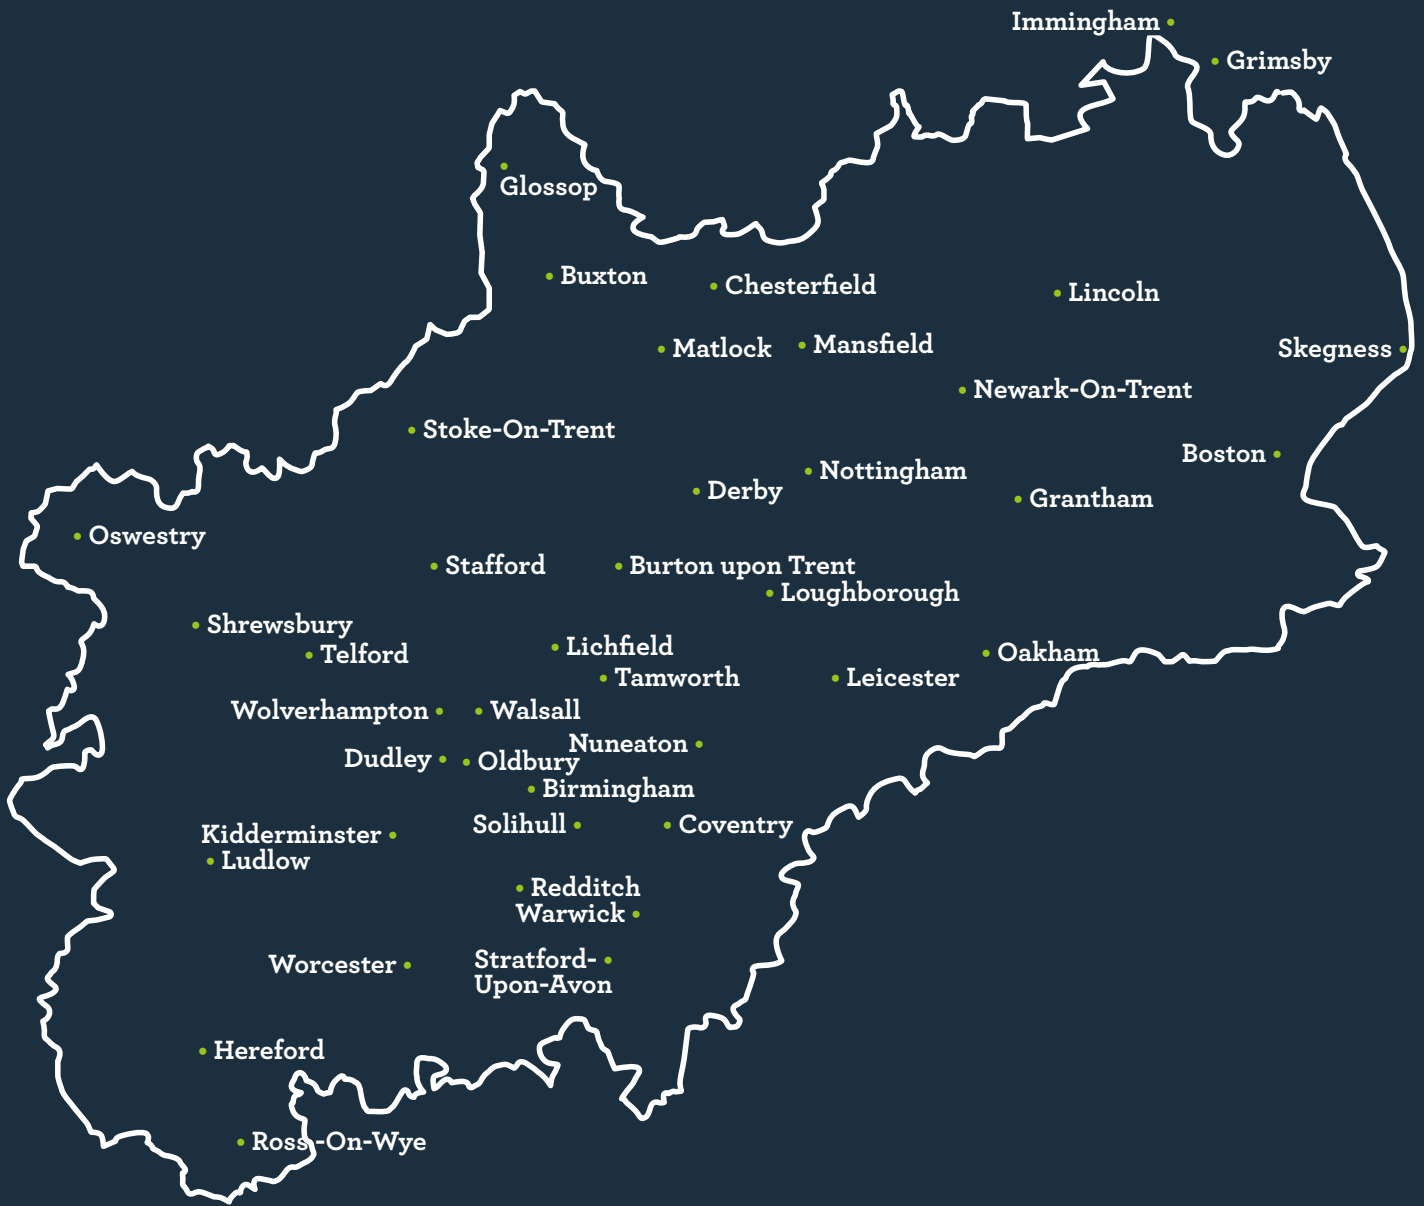 Immingham
Grimsby
Glossop
Buxton
Chesterfield
Lincoln
Matlock
Mansfield
Skegness
Newark-On-Trent
Stoke-On-Trent
Boston
Nottingham
Derby
Grantham
Oswestry
Stafford
Burton upon Trent
Loughborough
Shrewsbury
Lichfield
Telford
Oakham
Tamworth
Leicester
Wolverhampton
Walsall
Nuneaton
Dudley
Oldbury
Birmingham
Solihull
Coventry
Kidderminster
Ludlow
Redditch
Warwick
Worcester
Stratford-
Upon-Avon
Hereford
Ross-On-Wye